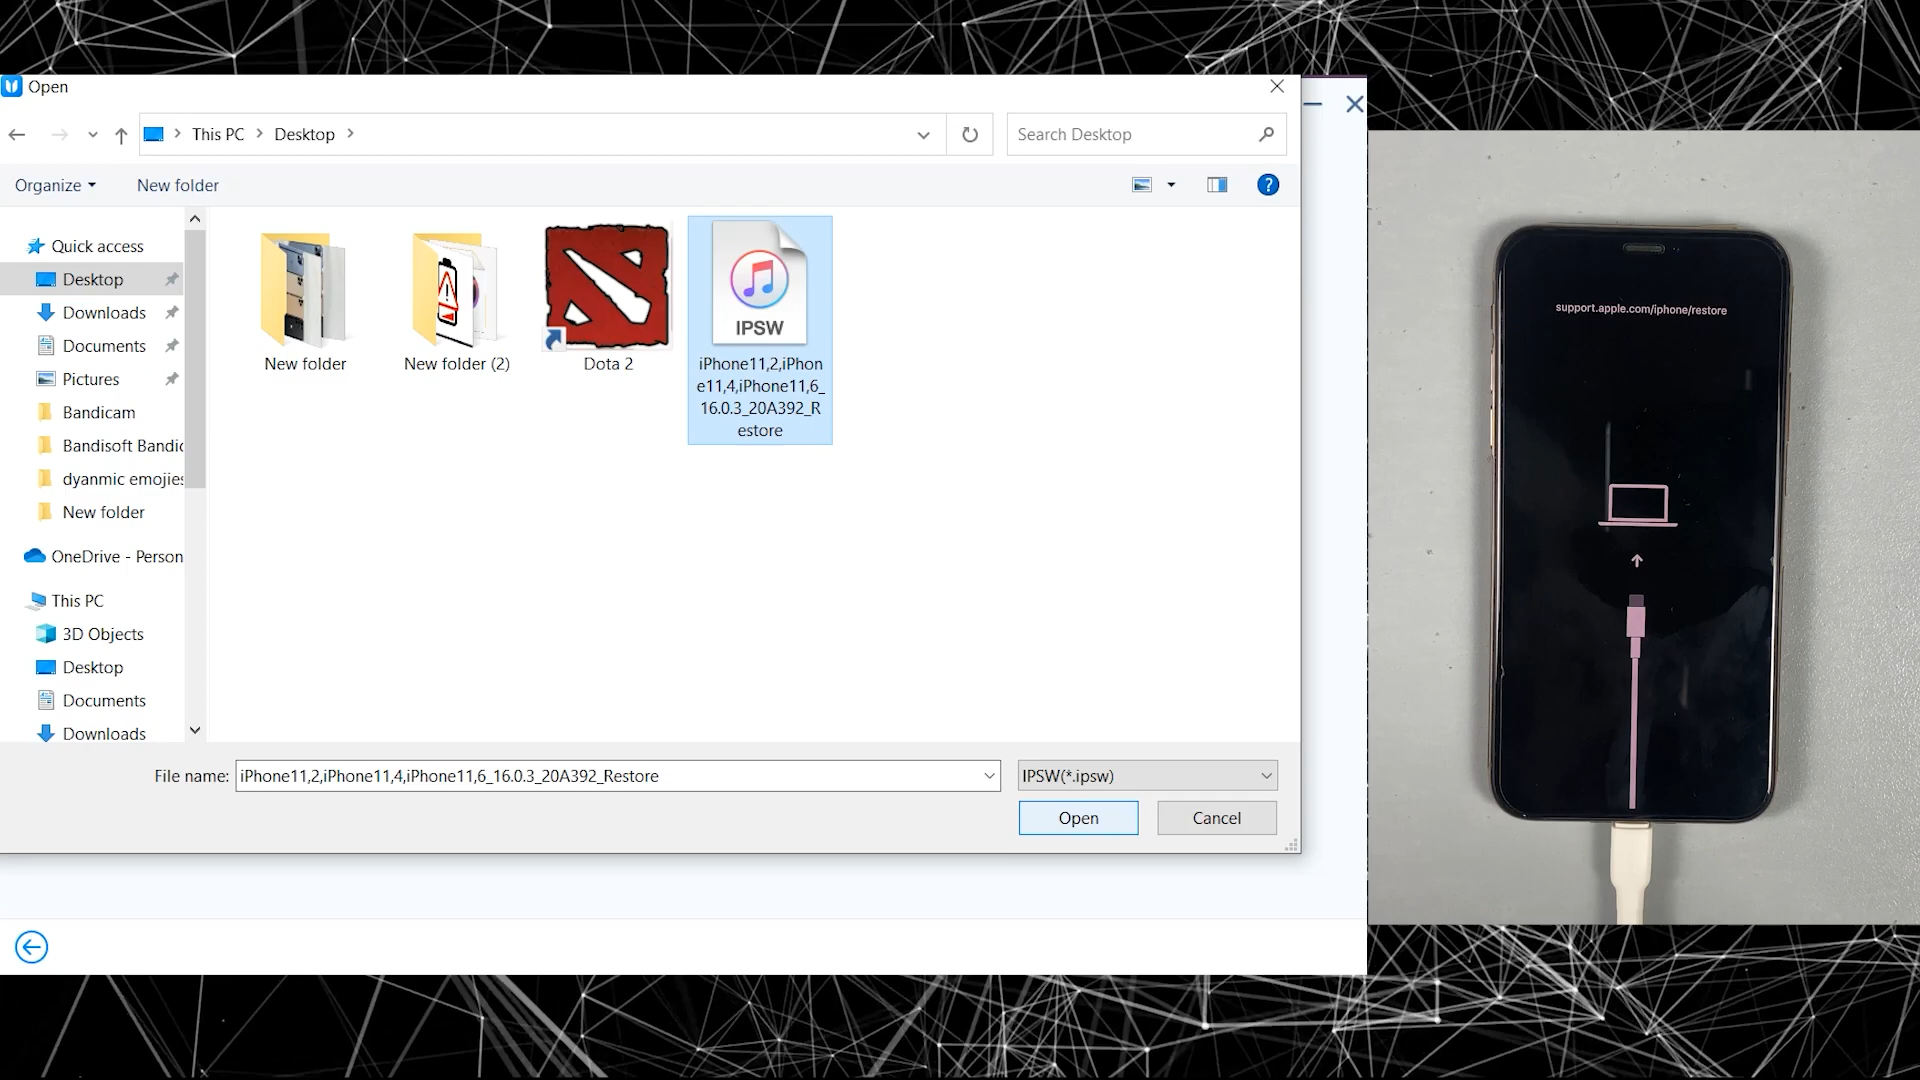 Open
This PC
Desktop
Search Desktop
Organize
New folder
Quick access
Desktop
Downloads
Documents
Pictures
Bandicam
Bandisoft Bandic
dyanmic emojies
New folder
OneDrive - Person
This PC
3D Objects
Desktop
Documents
Downloads
New folder
New folder (2)
Dota 2
IPSW
iPhone11,2,iPhon
e11,4,iPhone11,6_
16.0.3_20A392_R
estore
File name:
iPhone11,2,iPhone11,4,iPhone11,6_16.0.3_20A392_Restore
IPSW(*.ipsw)
Open
Cancel
support.apple.com/iphone/restore